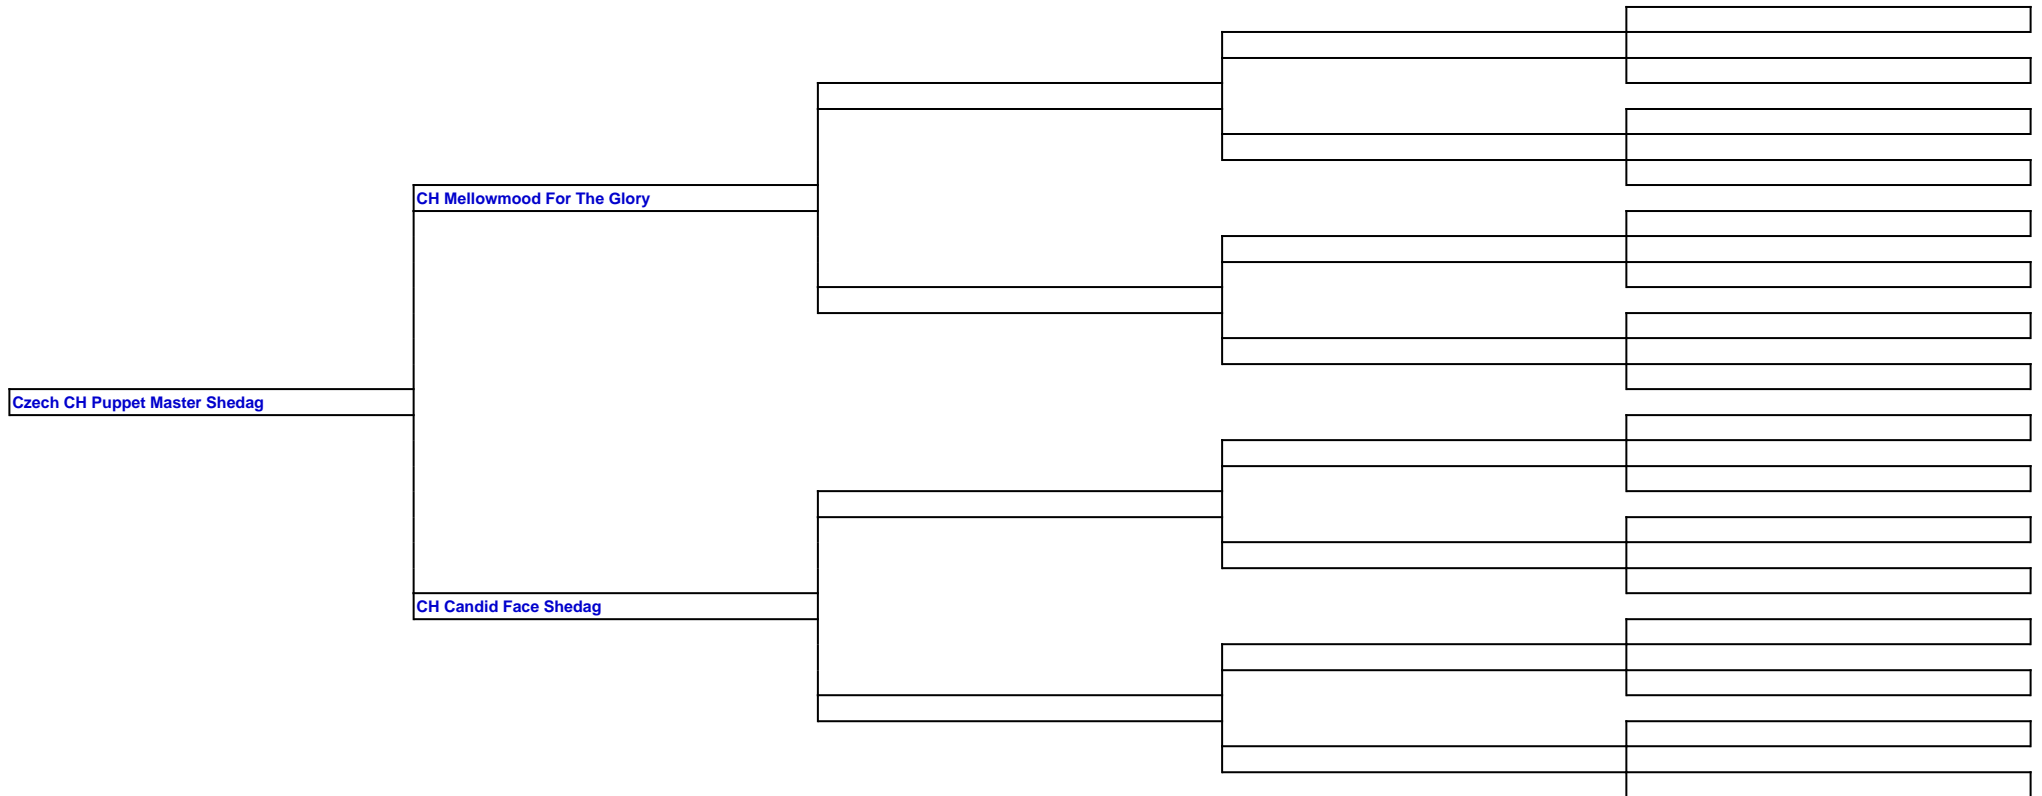 CH Mellowmood For The Glory
Czech CH Puppet Master Shedag
CH Candid Face Shedag